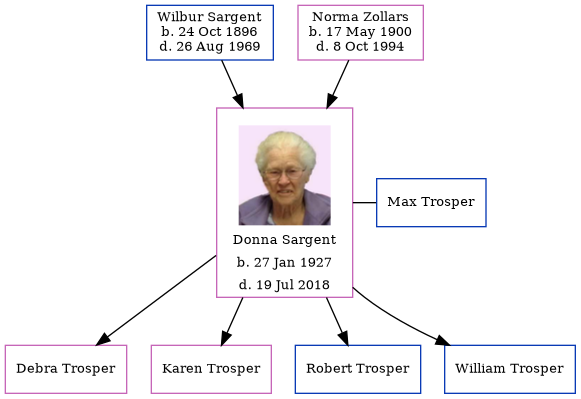 Wilbur Sargent
b. 24 Oct 1896
d. 26 Aug 1969
Norma Zollars
b. 17 May 1900
d. 8 Oct 1994
Donna Sargent
b. 27 Jan 1927
d. 19 Jul 2018
Max Trosper
Debra Trosper
Karen Trosper
Robert Trosper
William Trosper